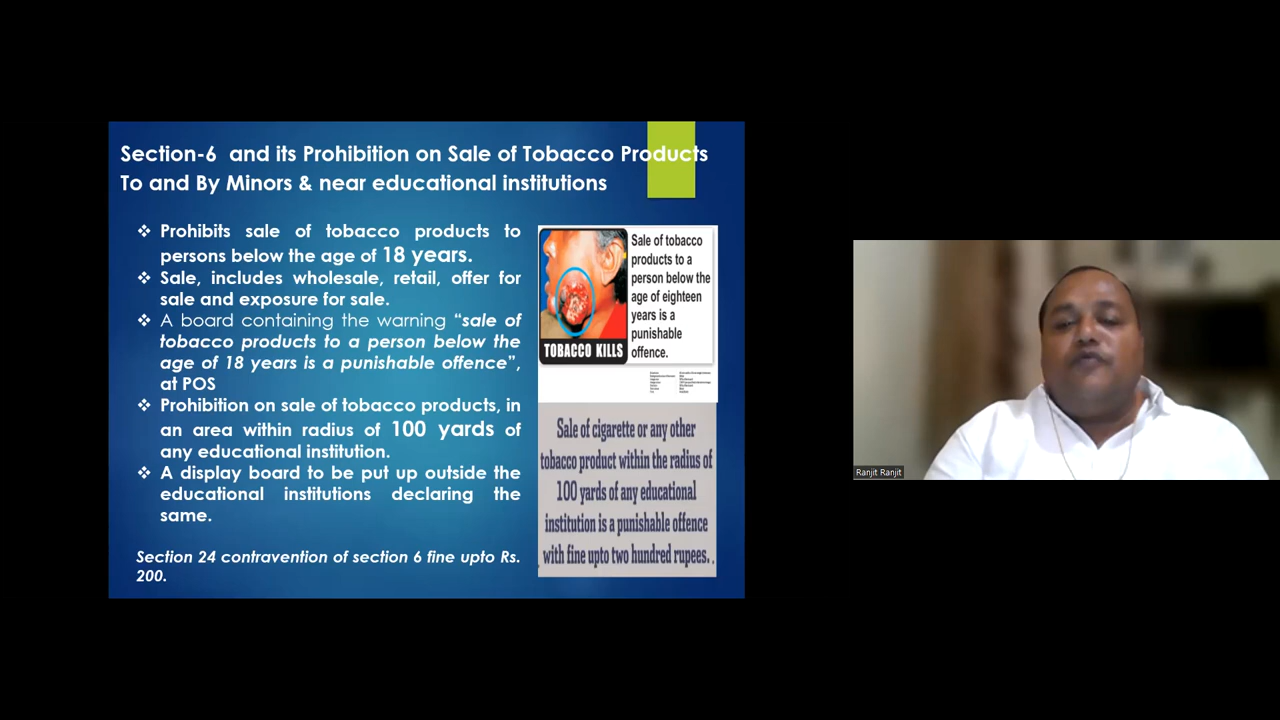 Section-6 and its Prohibition on Sale of Tobacco Products
To and By Minors & near educational institutions
❖ Prohibits sale of tobacco products to
persons below the age of 18 years.
❖ Sale, includes wholesale, retail, offer for
sale and exposure for sale.
❖ A board containing the warning “sale of
tobacco products to a person below the
age of 18 years is a punishable offence”,
at POS
❖ Prohibition on sale of tobacco products, in
an area within radius of 100 yards of
any educational institution.
❖ A display board to be put up outside the
educational institutions declaring the
same.
Section 24 contravention of section 6 fine upto Rs.
200.
Sale of tobacco
products to a
person below the
age of eighteen
years is a
punishable
offence.
TOBACCO KILLS
Sale of cigarette or any other
tobacco product within the radius of
100 yards of any educational
institution is a punishable offence
with fine upto two hundred rupees.
Ranjit Ranjit